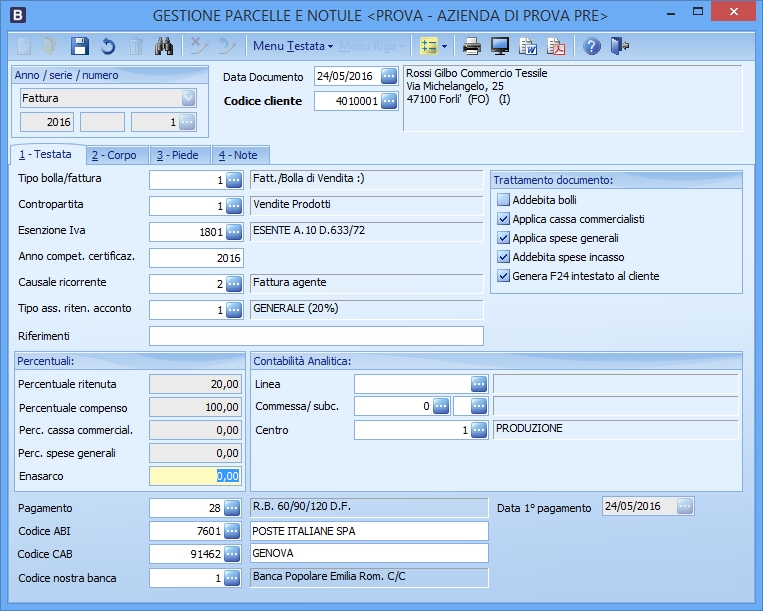 B GESTIONE PARCELLE E NOTULE <PROVA - AZIENDA DI PROVA PRE>
Menu Testata Menu Riga
Anno / serie / numero
Fattura
2016 1
Data Documento 24/05/2016
Codice cliente 4010001
Rossi Gilbo Commercio Tessile
Via Michelangelo, 25
47100 Forli' (FO) (I)
1 - Testata 2 - Corpo 3 - Piede 4 - Note
Tipo bolla/fattura 1 Fatt./Bolla di Vendita :)
Contropartita 1 Vendite Prodotti
Esenzione Iva 1801 ESENTE A.10 D.633/72
Anno compet. certificaz. 2016
Causale ricorrente 2 Fattura agente
Tipo ass. riten. acconto 1 GENERALE (20%)
Riferimenti
Trattamento documento:
Addebita bolli
Applica cassa commercialisti
Applica spese generali
Addebita spese incasso
Genera F24 intestato al cliente
Percentuali:
Percentuale ritenuta 20,00
Percentuale compenso 100,00
Perc. cassa commercial. 0,00
Perc. spese generali 0,00
Enasarco 0,00
Contabilità Analitica:
Linea
Commessa/ subc. 0
Centro 1 PRODUZIONE
Pagamento 28 R.B. 60/90/120 D.F. Data 1° pagamento 24/05/2016
Codice ABI 7601 POSTE ITALIANE SPA
Codice CAB 91462 GENOVA
Codice nostra banca 1 Banca Popolare Emilia Rom. C/C